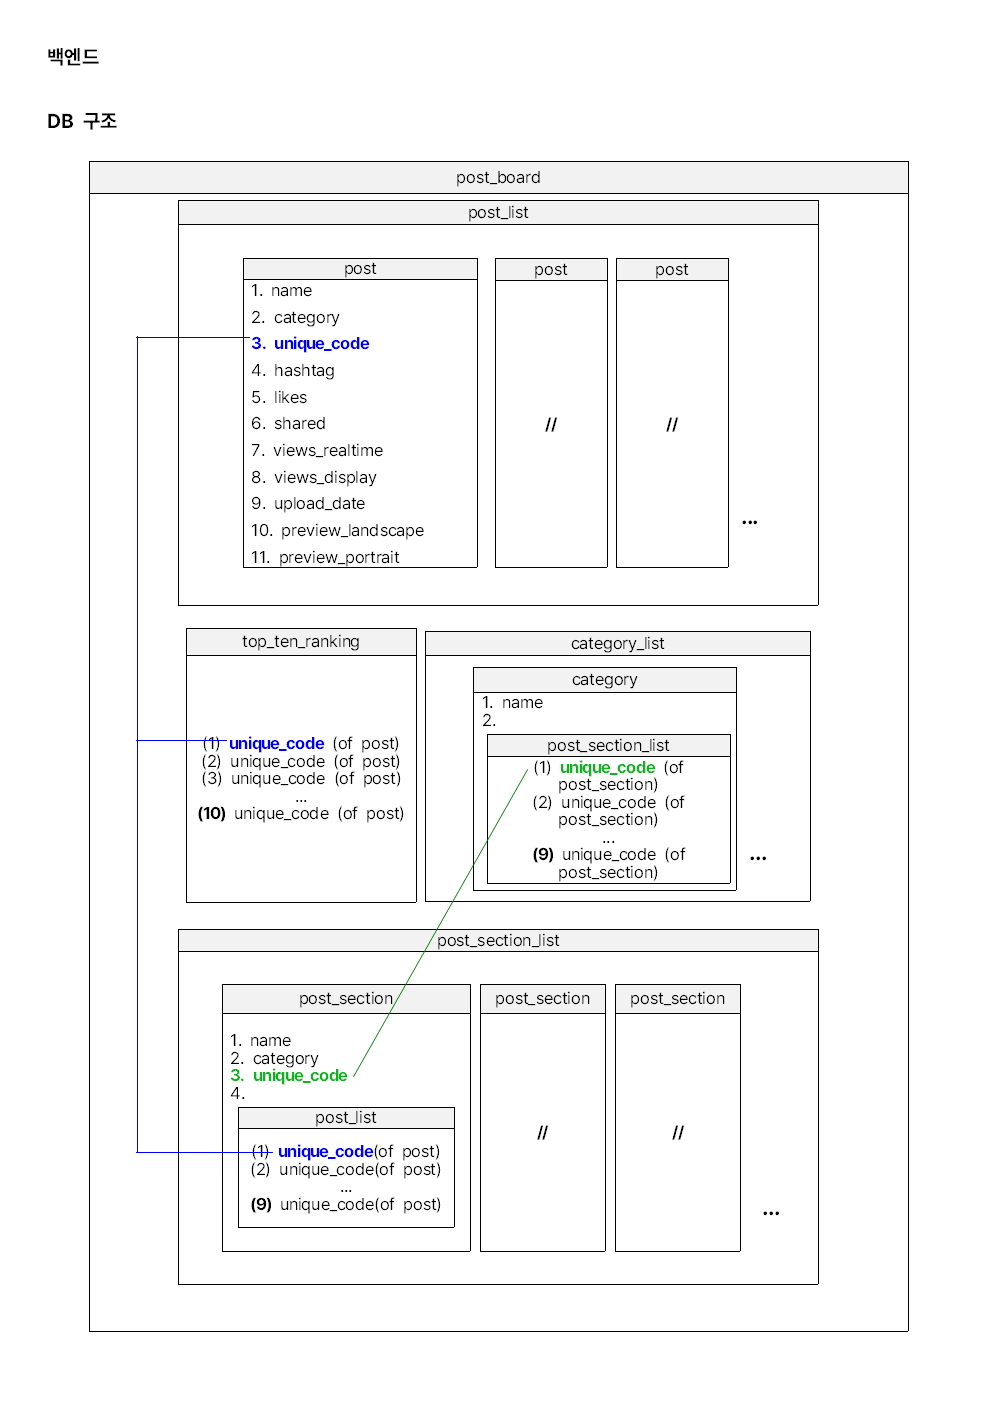 백엔드
DB 구조
post_board
post_list
post
1. name
2. category
3. unique_code
4. hashtag
5. likes
6. shared
7. views_realtime
8. views_display
9. upload_date
10. preview_landscape
11. preview_portrait
post
//
post
//
...
top_ten_ranking
(1) unique_code (of post)
(2) unique_code (of post)
(3) unique_code (of post)
...
(10) unique_code (of post)
category_list
category
1. name
2.
post_section_list
(1) unique_code (of
post_section)
(2) unique_code (of
post_section)
...
(9) unique_code (of
post_section)
...
post_section_list
post_section
1. name
2. category
3. unique_code
4.
post_list
(1) unique_code(of post)
(2) unique_code(of post)
...
(9) unique_code(of post)
post_section
//
post_section
//
...